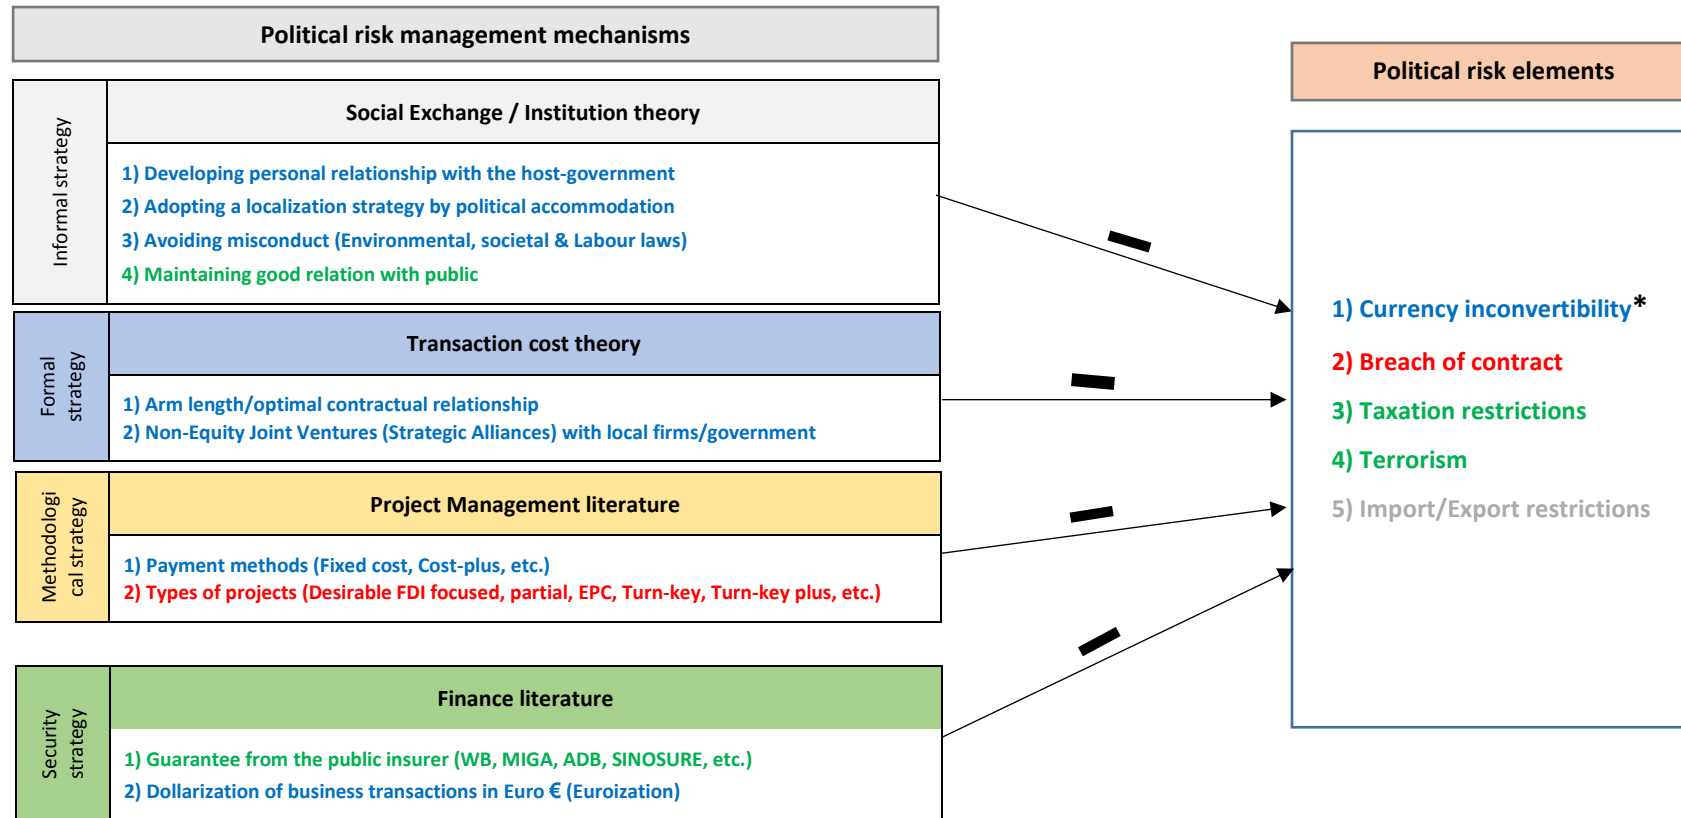 Political risk management mechanisms
Political risk elements
Informal strategy
Social Exchange / Institution theory
1) Developing personal relationship with the host-government
2) Adopting a localization strategy by political accommodation
3) Avoiding misconduct (Environmental, societal & Labour laws)
4) Maintaining good relation with public
Formal
strategy
Transaction cost theory
1) Arm length/optimal contractual relationship
2) Non-Equity Joint Ventures (Strategic Alliances) with local firms/government
Methodologi
cal strategy
Project Management literature
1) Payment methods (Fixed cost, Cost-plus, etc.)
2) Types of projects (Desirable FDI focused, partial, EPC, Turn-key, Turn-key plus, etc.)
Security
strategy
Finance literature
1) Guarantee from the public insurer (WB, MIGA, ADB, SINOSURE, etc.)
2) Dollarization of business transactions in Euro € (Euroization)
1) Currency inconvertibility*
2) Breach of contract
3) Taxation restrictions
4) Terrorism
5) Import/Export restrictions